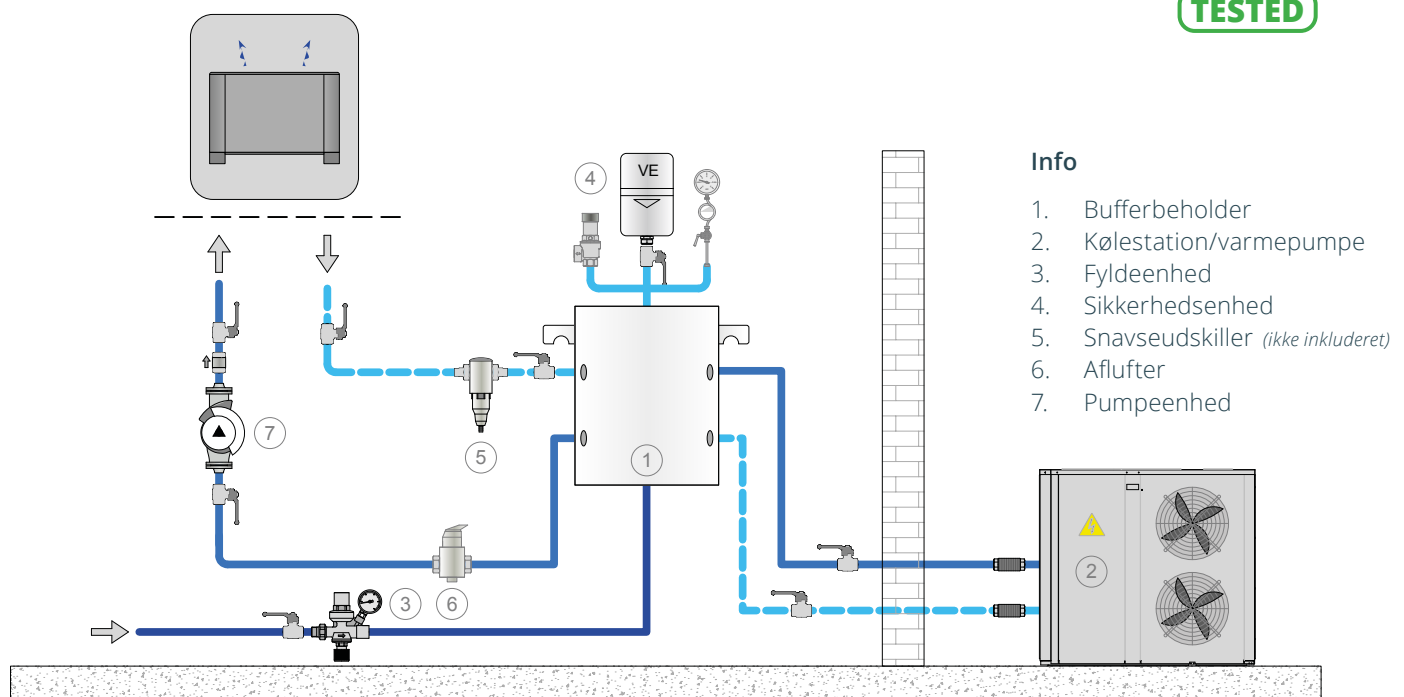 TESTED
VE
4
Info
1. Bufferbeholder
2. Kølestation/varmepumpe
3. Fyldeenhed
4. Sikkerhedsenhed
5. Snavseudskiller (ikke inkluderet)
6. Aflufter
7. Pumpeenhed
7
5
1
2
3
6